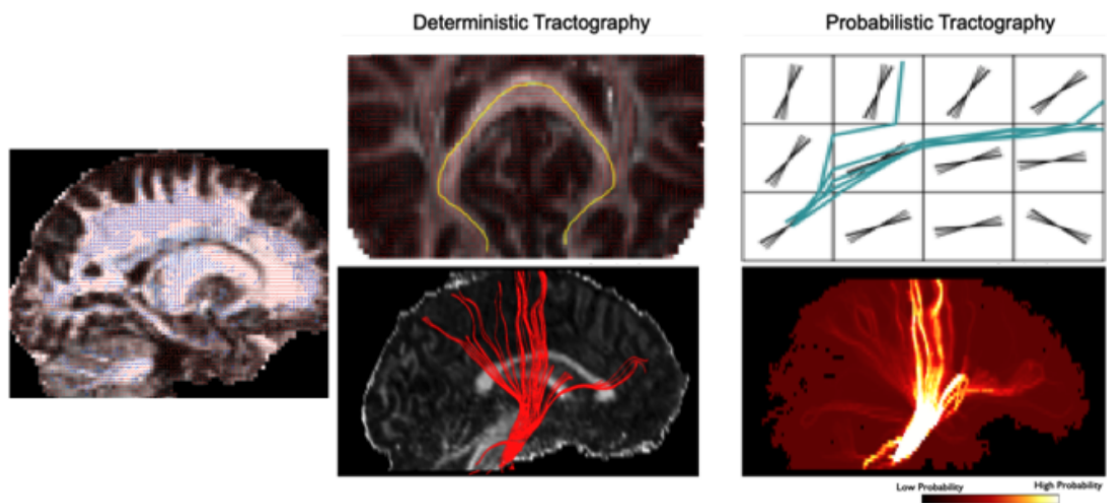 Deterministic Tractography
Probabilistic Tractography
Low Probability
High Probability